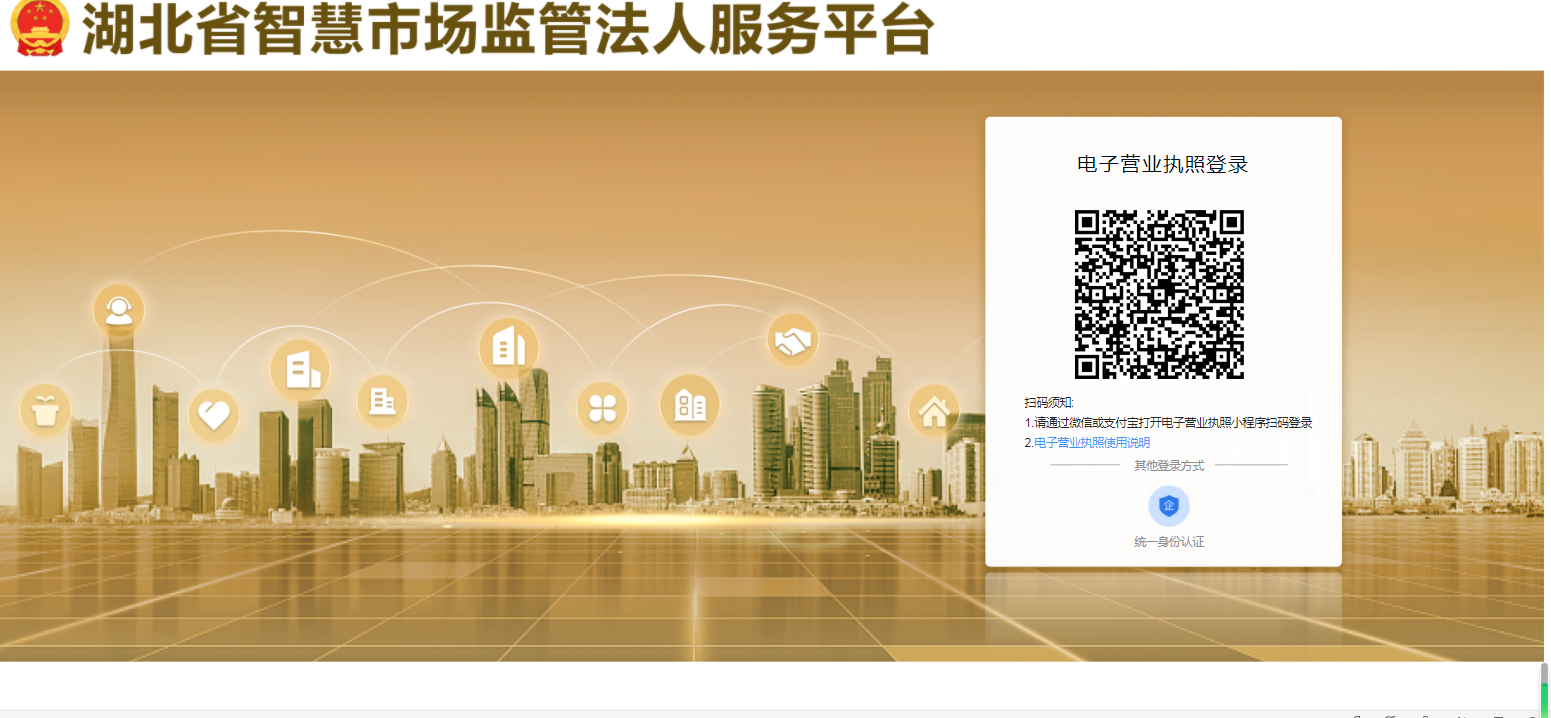 湖北省智慧市场监管法人服务平台
电子营业执照登录
扫码须知:
1.请通过微信或支付宝打开电子营业执照小程序扫码登录
2.电子营业执照使用说明
其他登录方式
企
统一身份认证